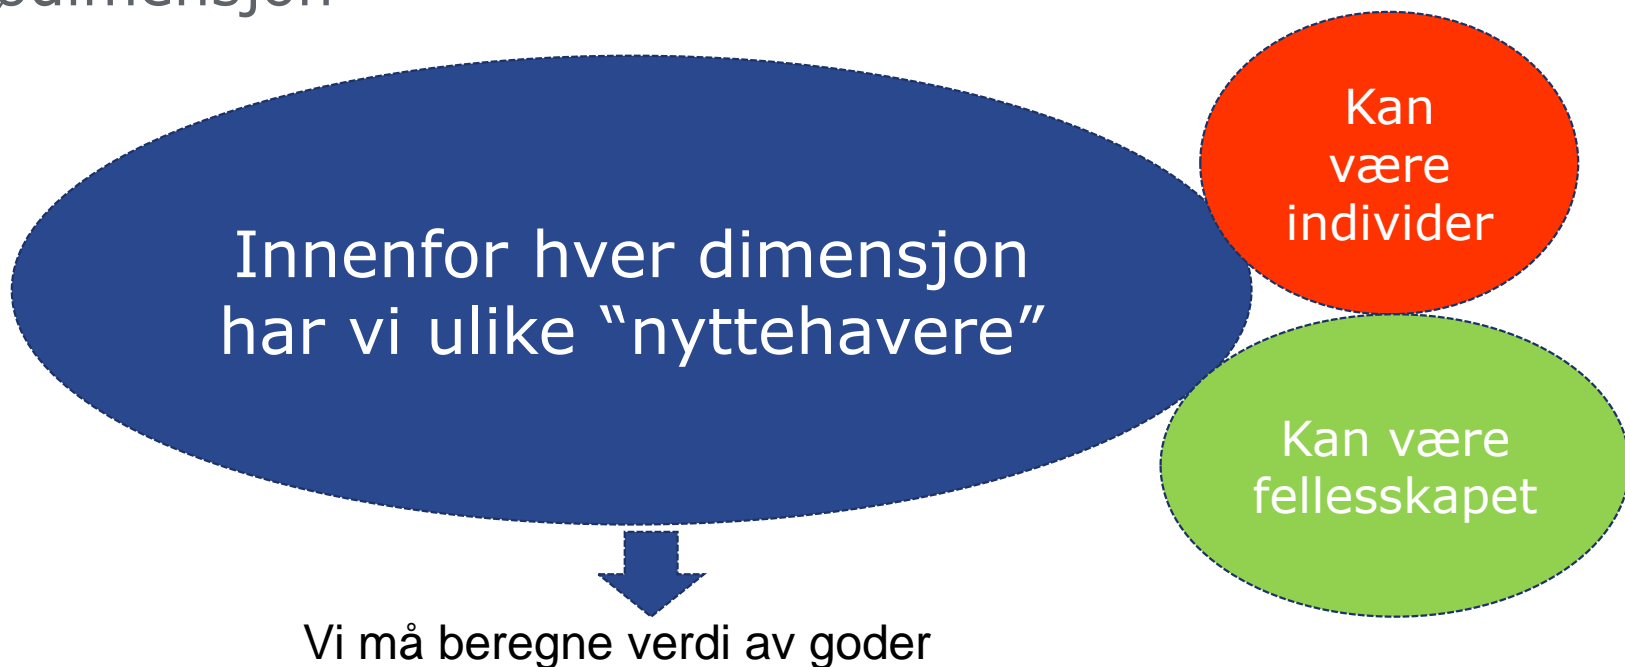 Innenfor hver dimensjon
har vi ulike “nyttehavere”
Kan
være
individer
Kan være
fellesskapet
Vi må beregne verdi av goder